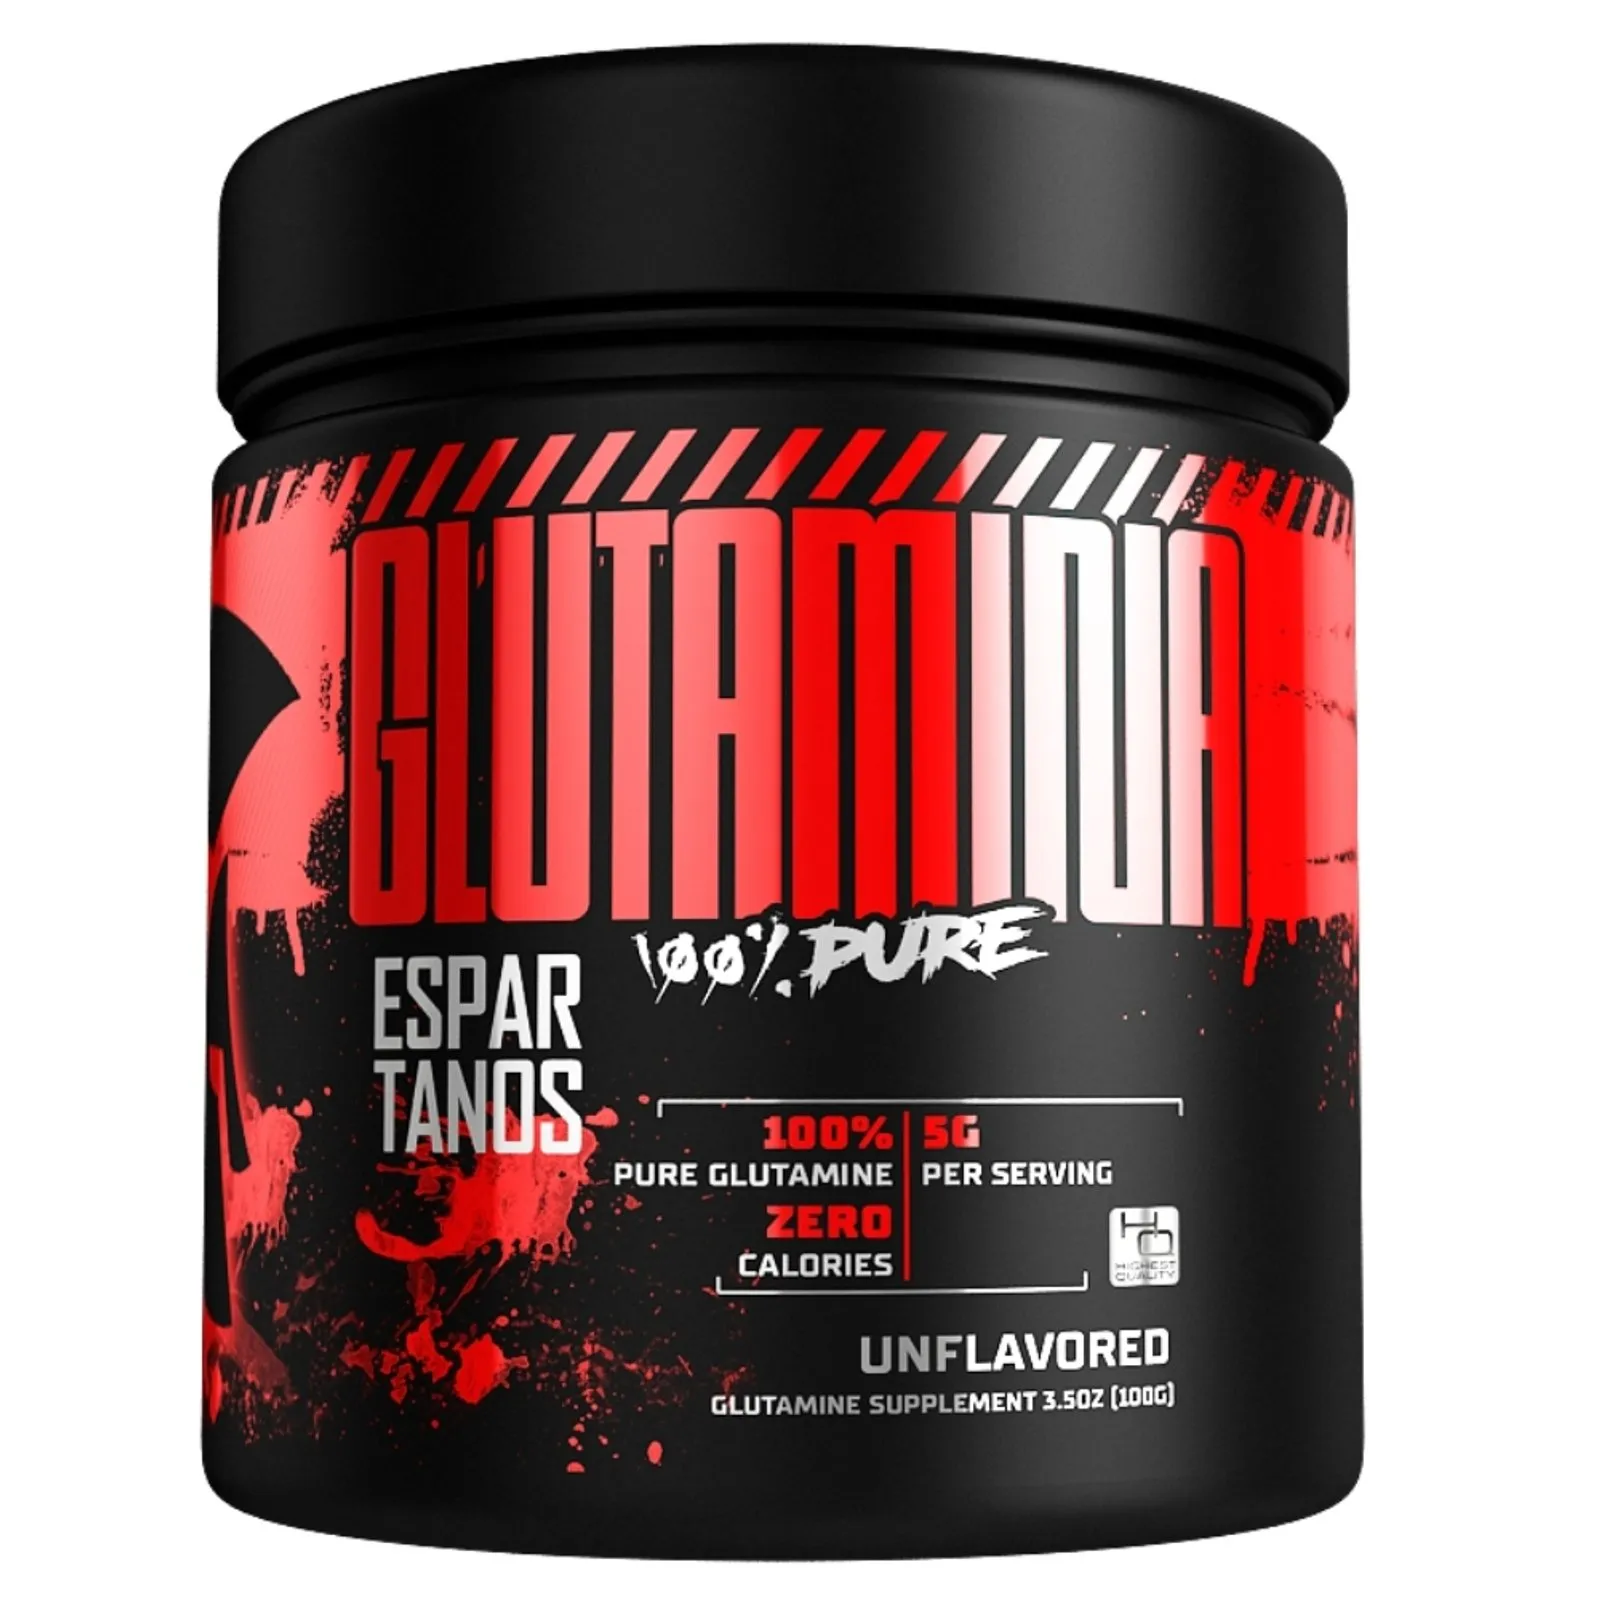 GLUTAMINA
100% PURE
ESPAR
TANOS
100%
PURE GLUTAMINE
5G
PER SERVING
ZERO
CALORIES
HQ
HIGHEST
QUALITY
UNFLAVORED
GLUTAMINE SUPPLEMENT 3.5OZ (100G)